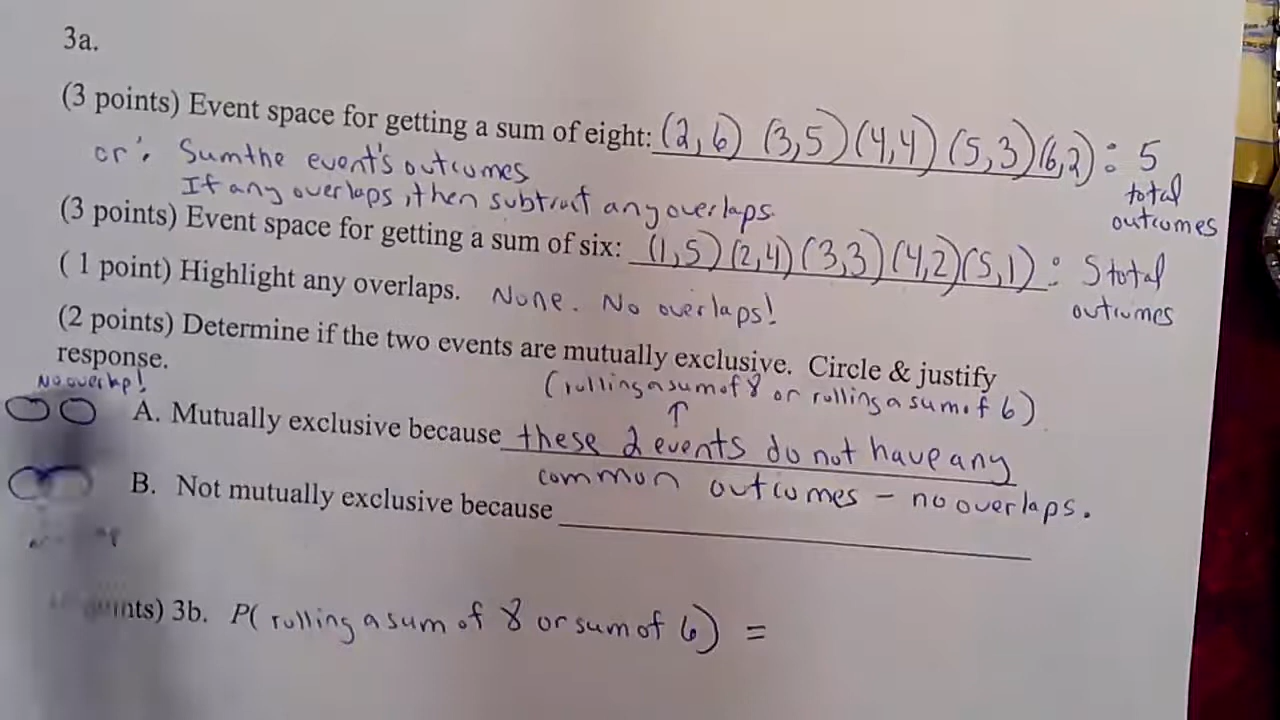 3a.
(3 points) Event space for getting a sum of eight: (2,6) (3,5) (4,4) (5,3) (6,2) : 5 total outcomes
or: Sum the event's outcomes
If any overlaps, then subtract any overlaps.
(3 points) Event space for getting a sum of six: (1,5) (2,4) (3,3) (4,2) (5,1) : 5 total outcomes
( 1 point) Highlight any overlaps. None. No overlaps!
(2 points) Determine if the two events are mutually exclusive. Circle & justify
response.
(rolling a sum of 8 or rolling a sum of 6)
No overlap!
A. Mutually exclusive because these 2 events do not have any
common outcomes - no overlaps.
B. Not mutually exclusive because
points) 3b. P( rolling a sum of 8 or sum of 6) =